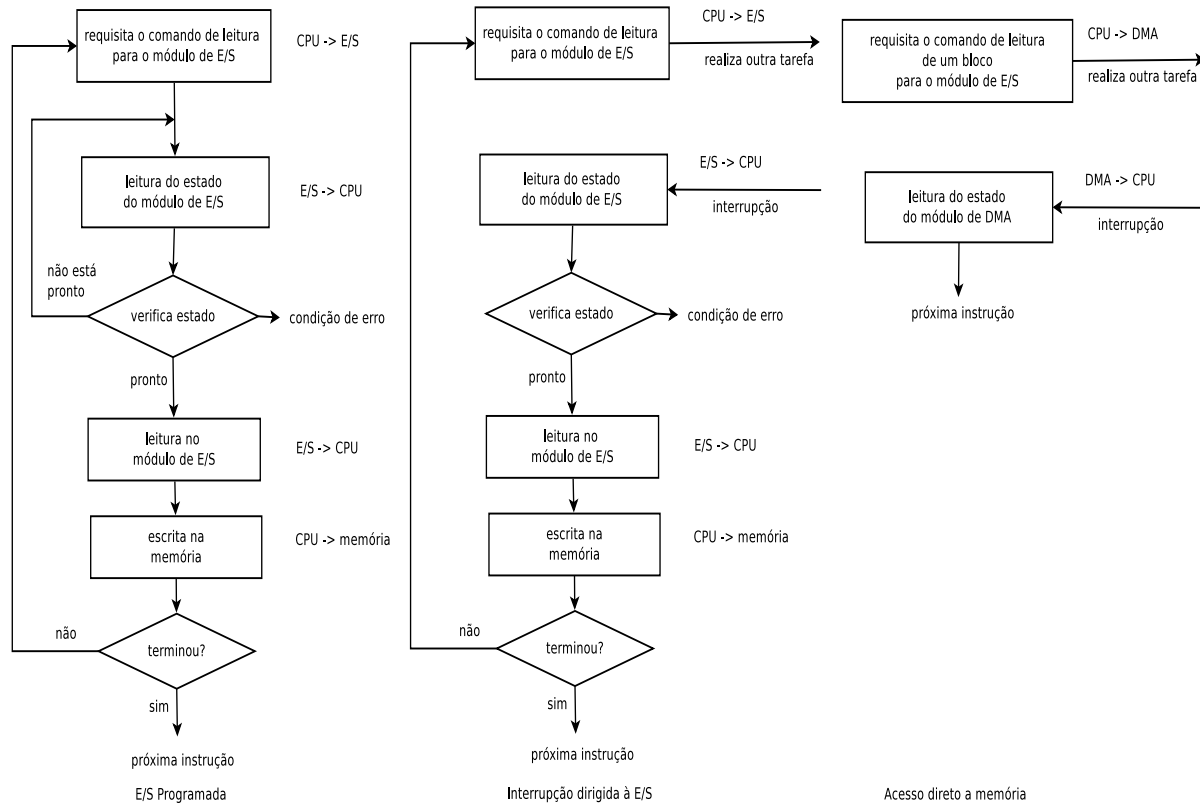 requisita o comando de leitura
para o módulo de E/S
CPU -> E/S
leitura do estado
do módulo de E/S
E/S -> CPU
não está
pronto
verifica estado
condição de erro
pronto
leitura no
módulo de E/S
E/S -> CPU
escrita na
memória
CPU -> memória
não
terminou?
sim
próxima instrução
E/S Programada
requisita o comando de leitura
para o módulo de E/S
CPU -> E/S
realiza outra tarefa
leitura do estado
do módulo de E/S
E/S -> CPU
interrupção
verifica estado
condição de erro
pronto
leitura no
módulo de E/S
E/S -> CPU
escrita na
memória
CPU -> memória
não
terminou?
sim
próxima instrução
Interrupção dirigida à E/S
requisita o comando de leitura
de um bloco
para o módulo de E/S
CPU -> DMA
realiza outra tarefa
leitura do estado
do módulo de DMA
DMA -> CPU
interrupção
próxima instrução
Acesso direto a memória